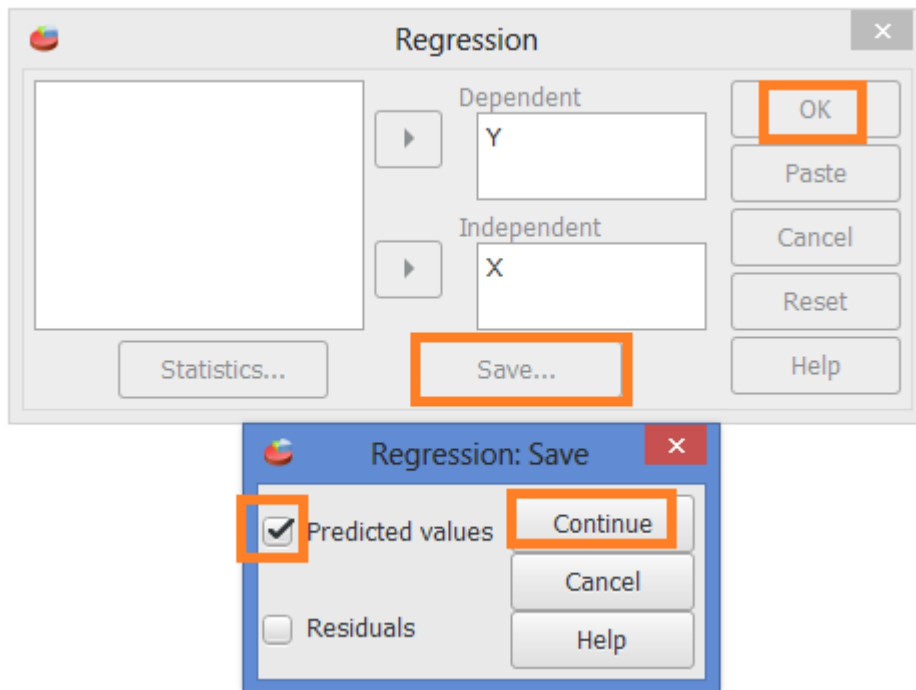 Regression
Dependent
Y
OK
Paste
Independent
X
Cancel
Reset
Statistics...
Save...
Help
Regression: Save
Predicted values
Continue
Cancel
Residuals
Help